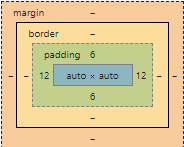 margin –
border –
padding 6
– – 12 auto × auto 12 – –
6
–
–